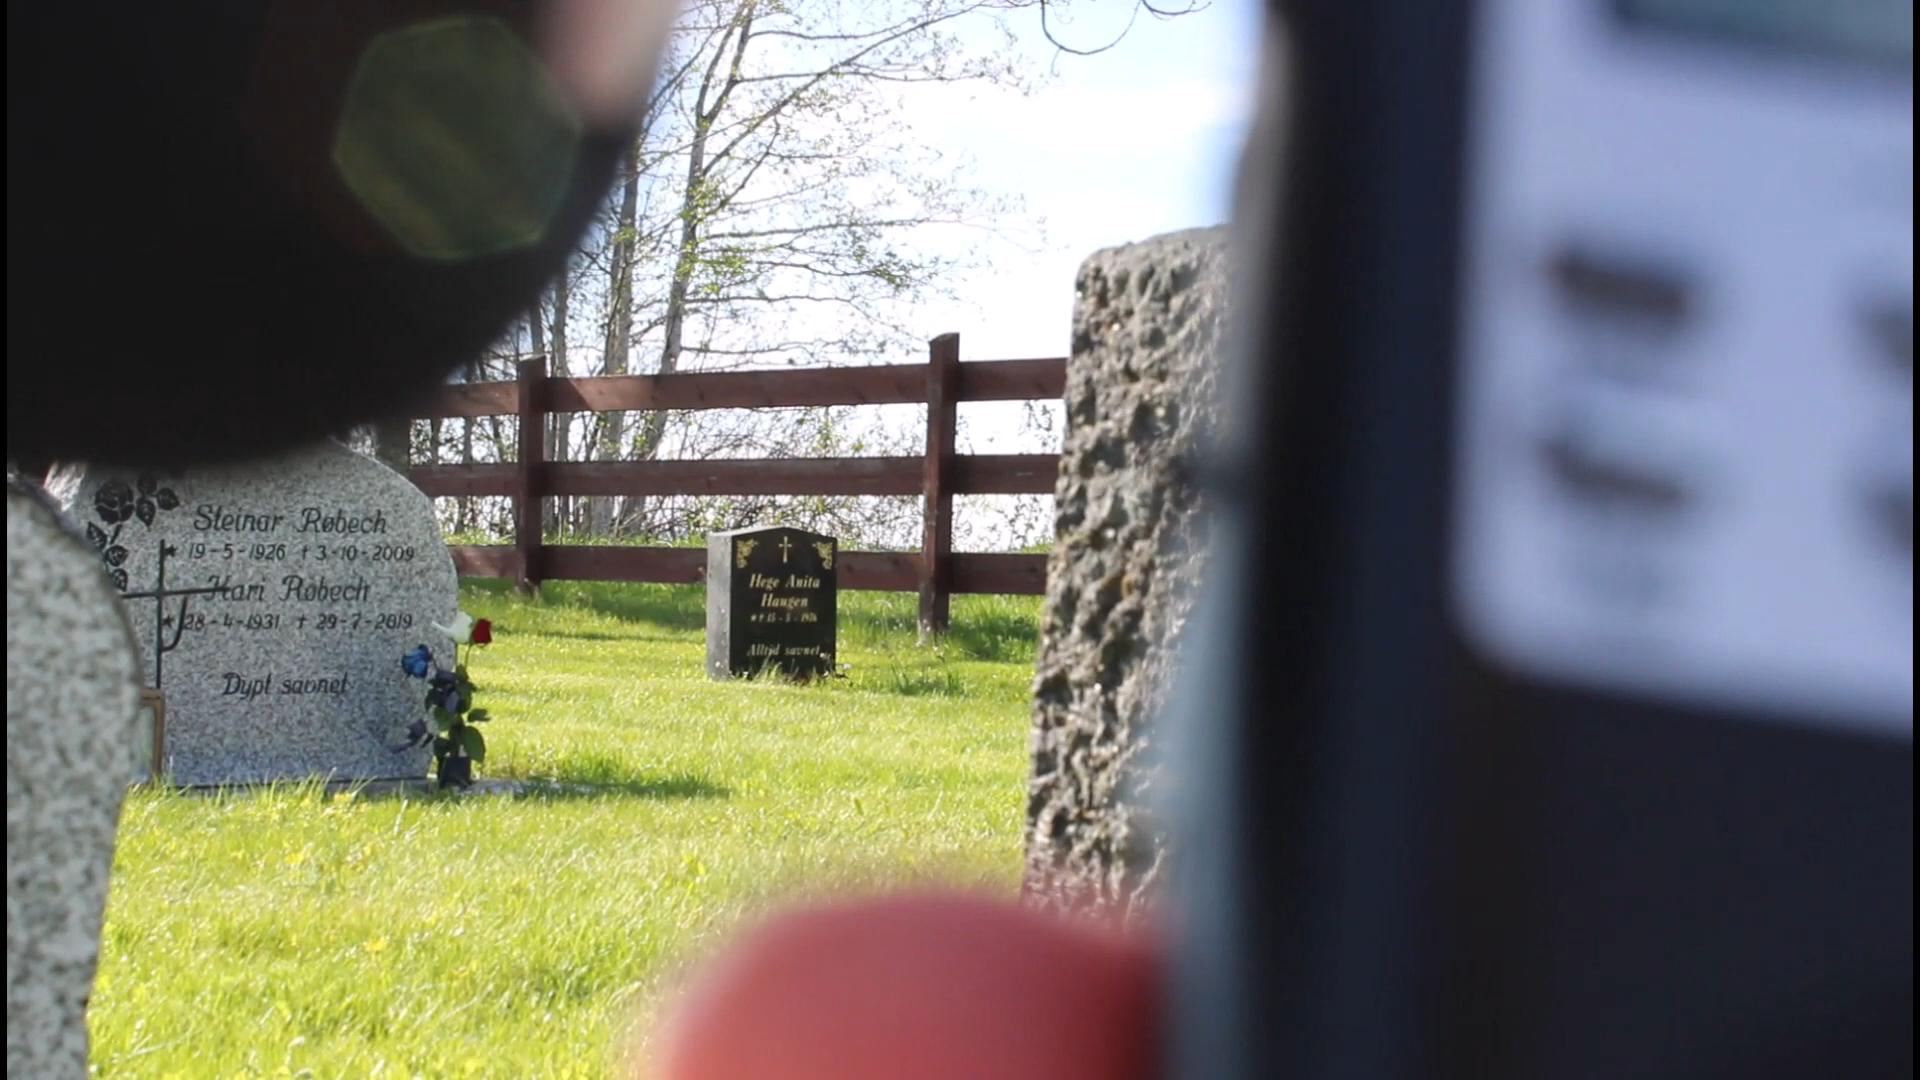 Steinar Røbech
* 19-5-1926 † 3-10-2009
Kari Røbech
* 28-4-1931 † 29-7-2019
Dypt savnet
Hege Anita
Haugen
Alltid savnet